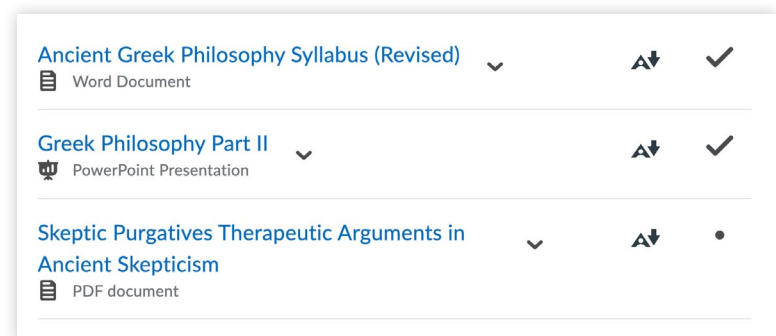 Ancient Greek Philosophy Syllabus (Revised)
Word Document
Greek Philosophy Part II
PowerPoint Presentation
Skeptic Purgatives Therapeutic Arguments in
Ancient Skepticism
PDF document